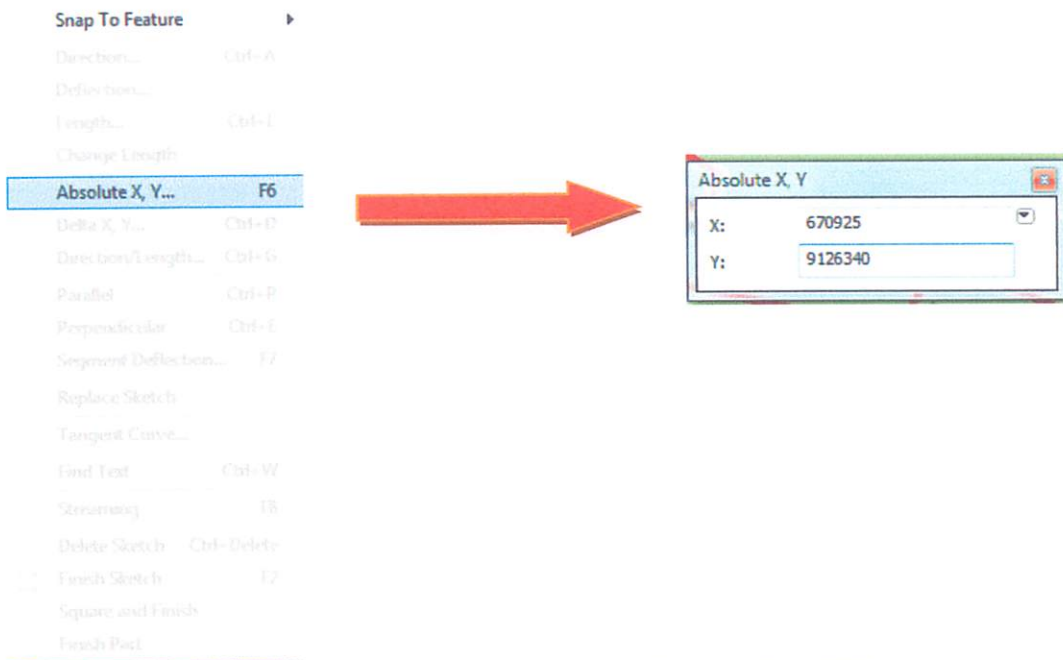 Snap To Feature
Direction... Ctrl+A
Deflection...
Length... Ctrl+L
Change Length
Absolute X, Y... F6
Delta X, Y... Ctrl+D
Direction/Length... Ctrl+G
Parallel Ctrl+P
Perpendicular Ctrl+E
Segment Deflection... F7
Replace Sketch
Tangent Curve...
Find Text Ctrl+W
Streaming F8
Delete Sketch Ctrl+Delete
Finish Sketch F2
Square and Finish
Finish Part
Absolute X, Y
X: 670925
Y: 9126340